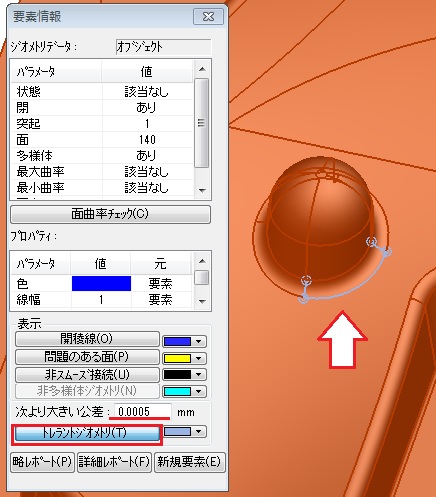 要素情報
ｼﾞｵﾒﾄﾘﾃﾞｰﾀ： ｵﾌﾞｼﾞｪｸﾄ
ﾊﾟﾗﾒｰﾀ 値
状態 該当なし
閉 あり
突起 1
面 140
多様体 あり
最大曲率 該当なし
最小曲率 該当なし
面曲率ﾁｪｯｸ(C)
ﾌﾟﾛﾊﾟﾃｨ：
ﾊﾟﾗﾒｰﾀ 値 元
色 要素
線幅 1 要素
表示
開稜線(O)
問題のある面(P)
非ｽﾑｰｽﾞ接続(U)
非多様体ｼﾞｵﾒﾄﾘ(N)
次より大きい公差： 0.0005 mm
ﾄﾚﾗﾝﾄｼﾞｵﾒﾄﾘ(T)
略ﾚﾎﾟｰﾄ(P) 詳細ﾚﾎﾟｰﾄ(F) 新規要素(E)